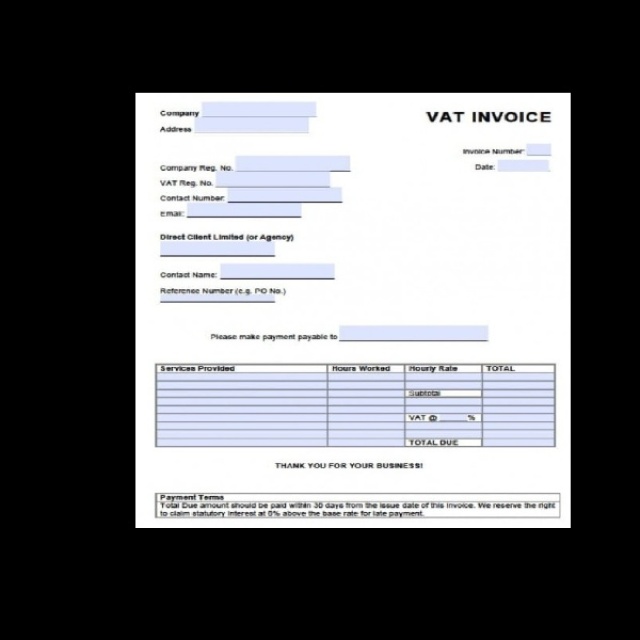 Company
VAT INVOICE
Address
Invoice Number:
Company Reg. No.
Date:
VAT Reg. No.
Contact Number:
Email:
Direct Client Limited (or Agency)
Contact Name:
Reference Number (e.g. PO No.)
Please make payment payable to
Services Provided Hours Worked Hourly Rate TOTAL
Subtotal
VAT @ _____%
TOTAL DUE
THANK YOU FOR YOUR BUSINESS!
Payment Terms
Total Due amount should be paid within 30 days from the issue date of this invoice. We reserve the right
to claim statutory interest at 0% above the base rate for late payment.